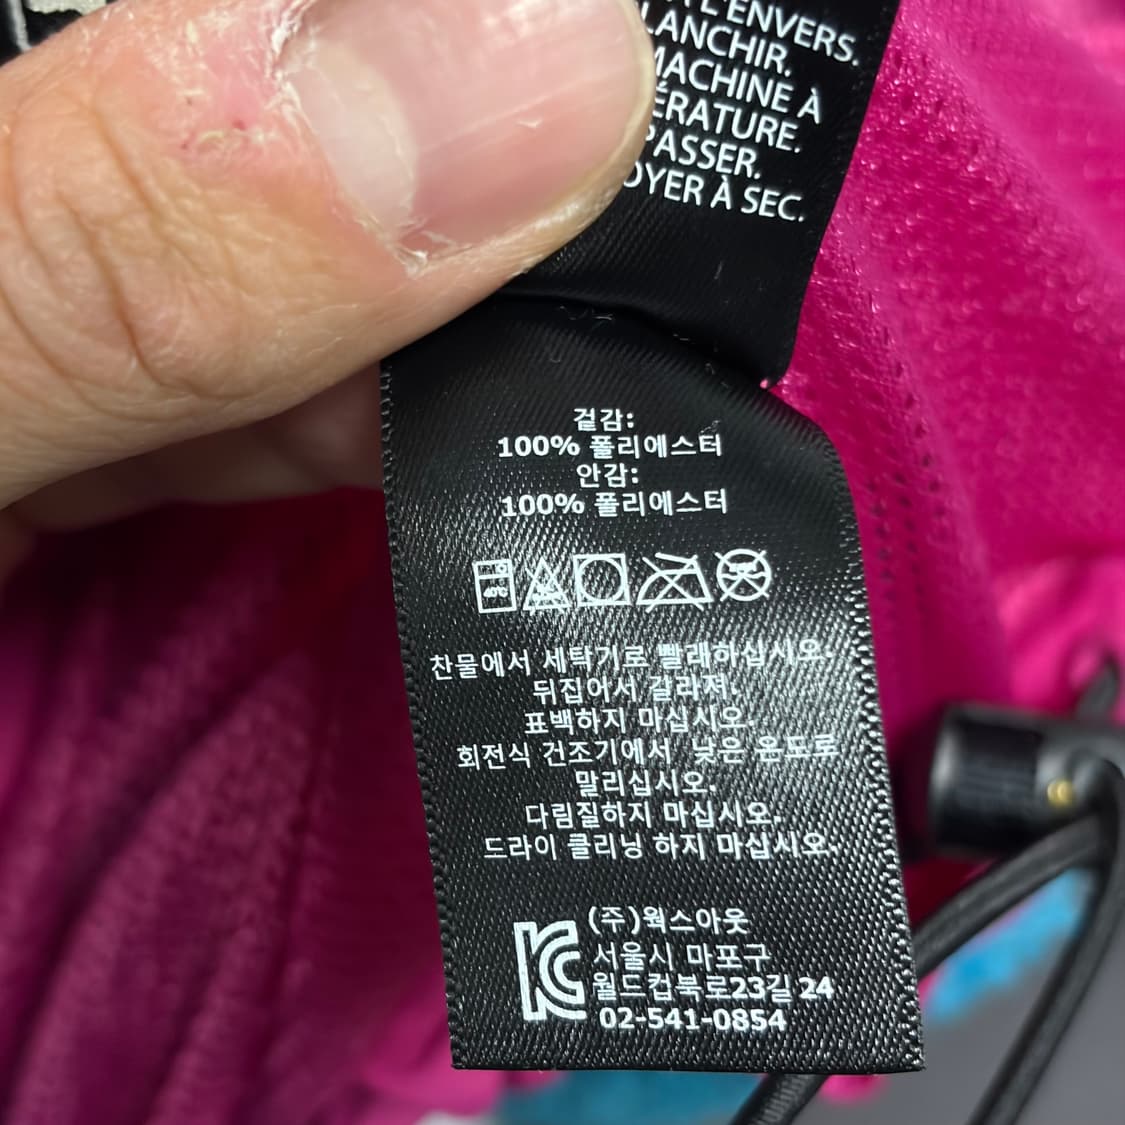 L'ENVERS.
MACHINE À
À SEC.
겉감:
100% 폴리에스터
안감:
100% 폴리에스터
40℃
찬물에서 세탁기로 빨래하십시오.
뒤집어서 갈라져.
표백하지 마십시오.
회전식 건조기에서 낮은 온도로
말리십시오.
다림질하지 마십시오.
드라이 클리닝 하지 마십시오.
(주)웍스아웃
서울시 마포구
월드컵북로23길 24
02-541-0854